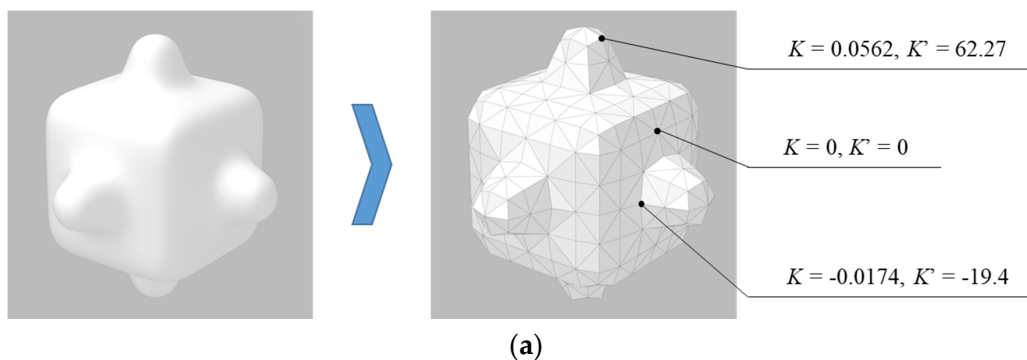 K = 0.0562, K’ = 62.27
K = 0, K’ = 0
K = -0.0174, K’ = -19.4
(a)